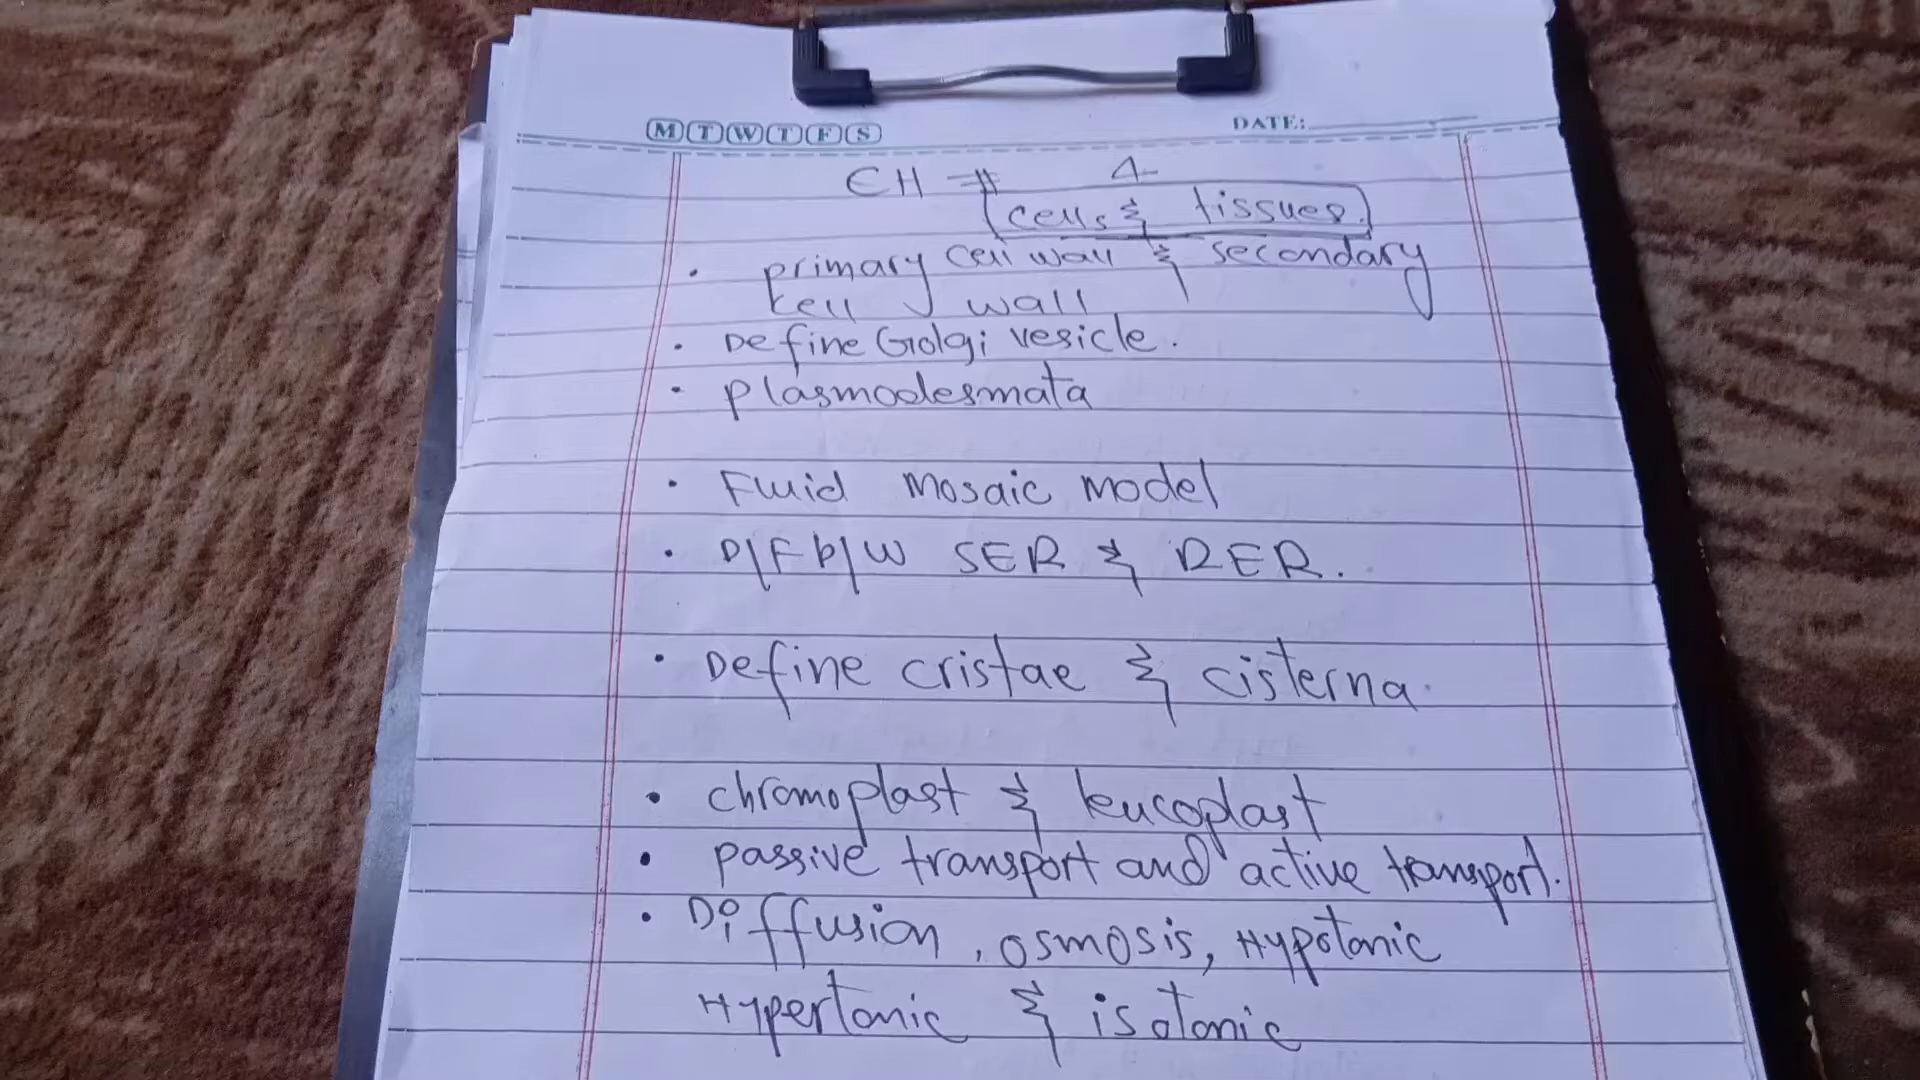 M T W T F S
DATE:
CH # 4
cells & tissues.
• primary cell wall & secondary
cell wall
• Define Golgi vesicle.
• plasmodesmata
• Fluid Mosaic model
• D/F b/w SER & RER.
• Define cristae & cisterna.
• chromoplast & leucoplast
• passive transport and active transport.
• Diffusion, osmosis, Hypotonic
Hypertonic & isotonic